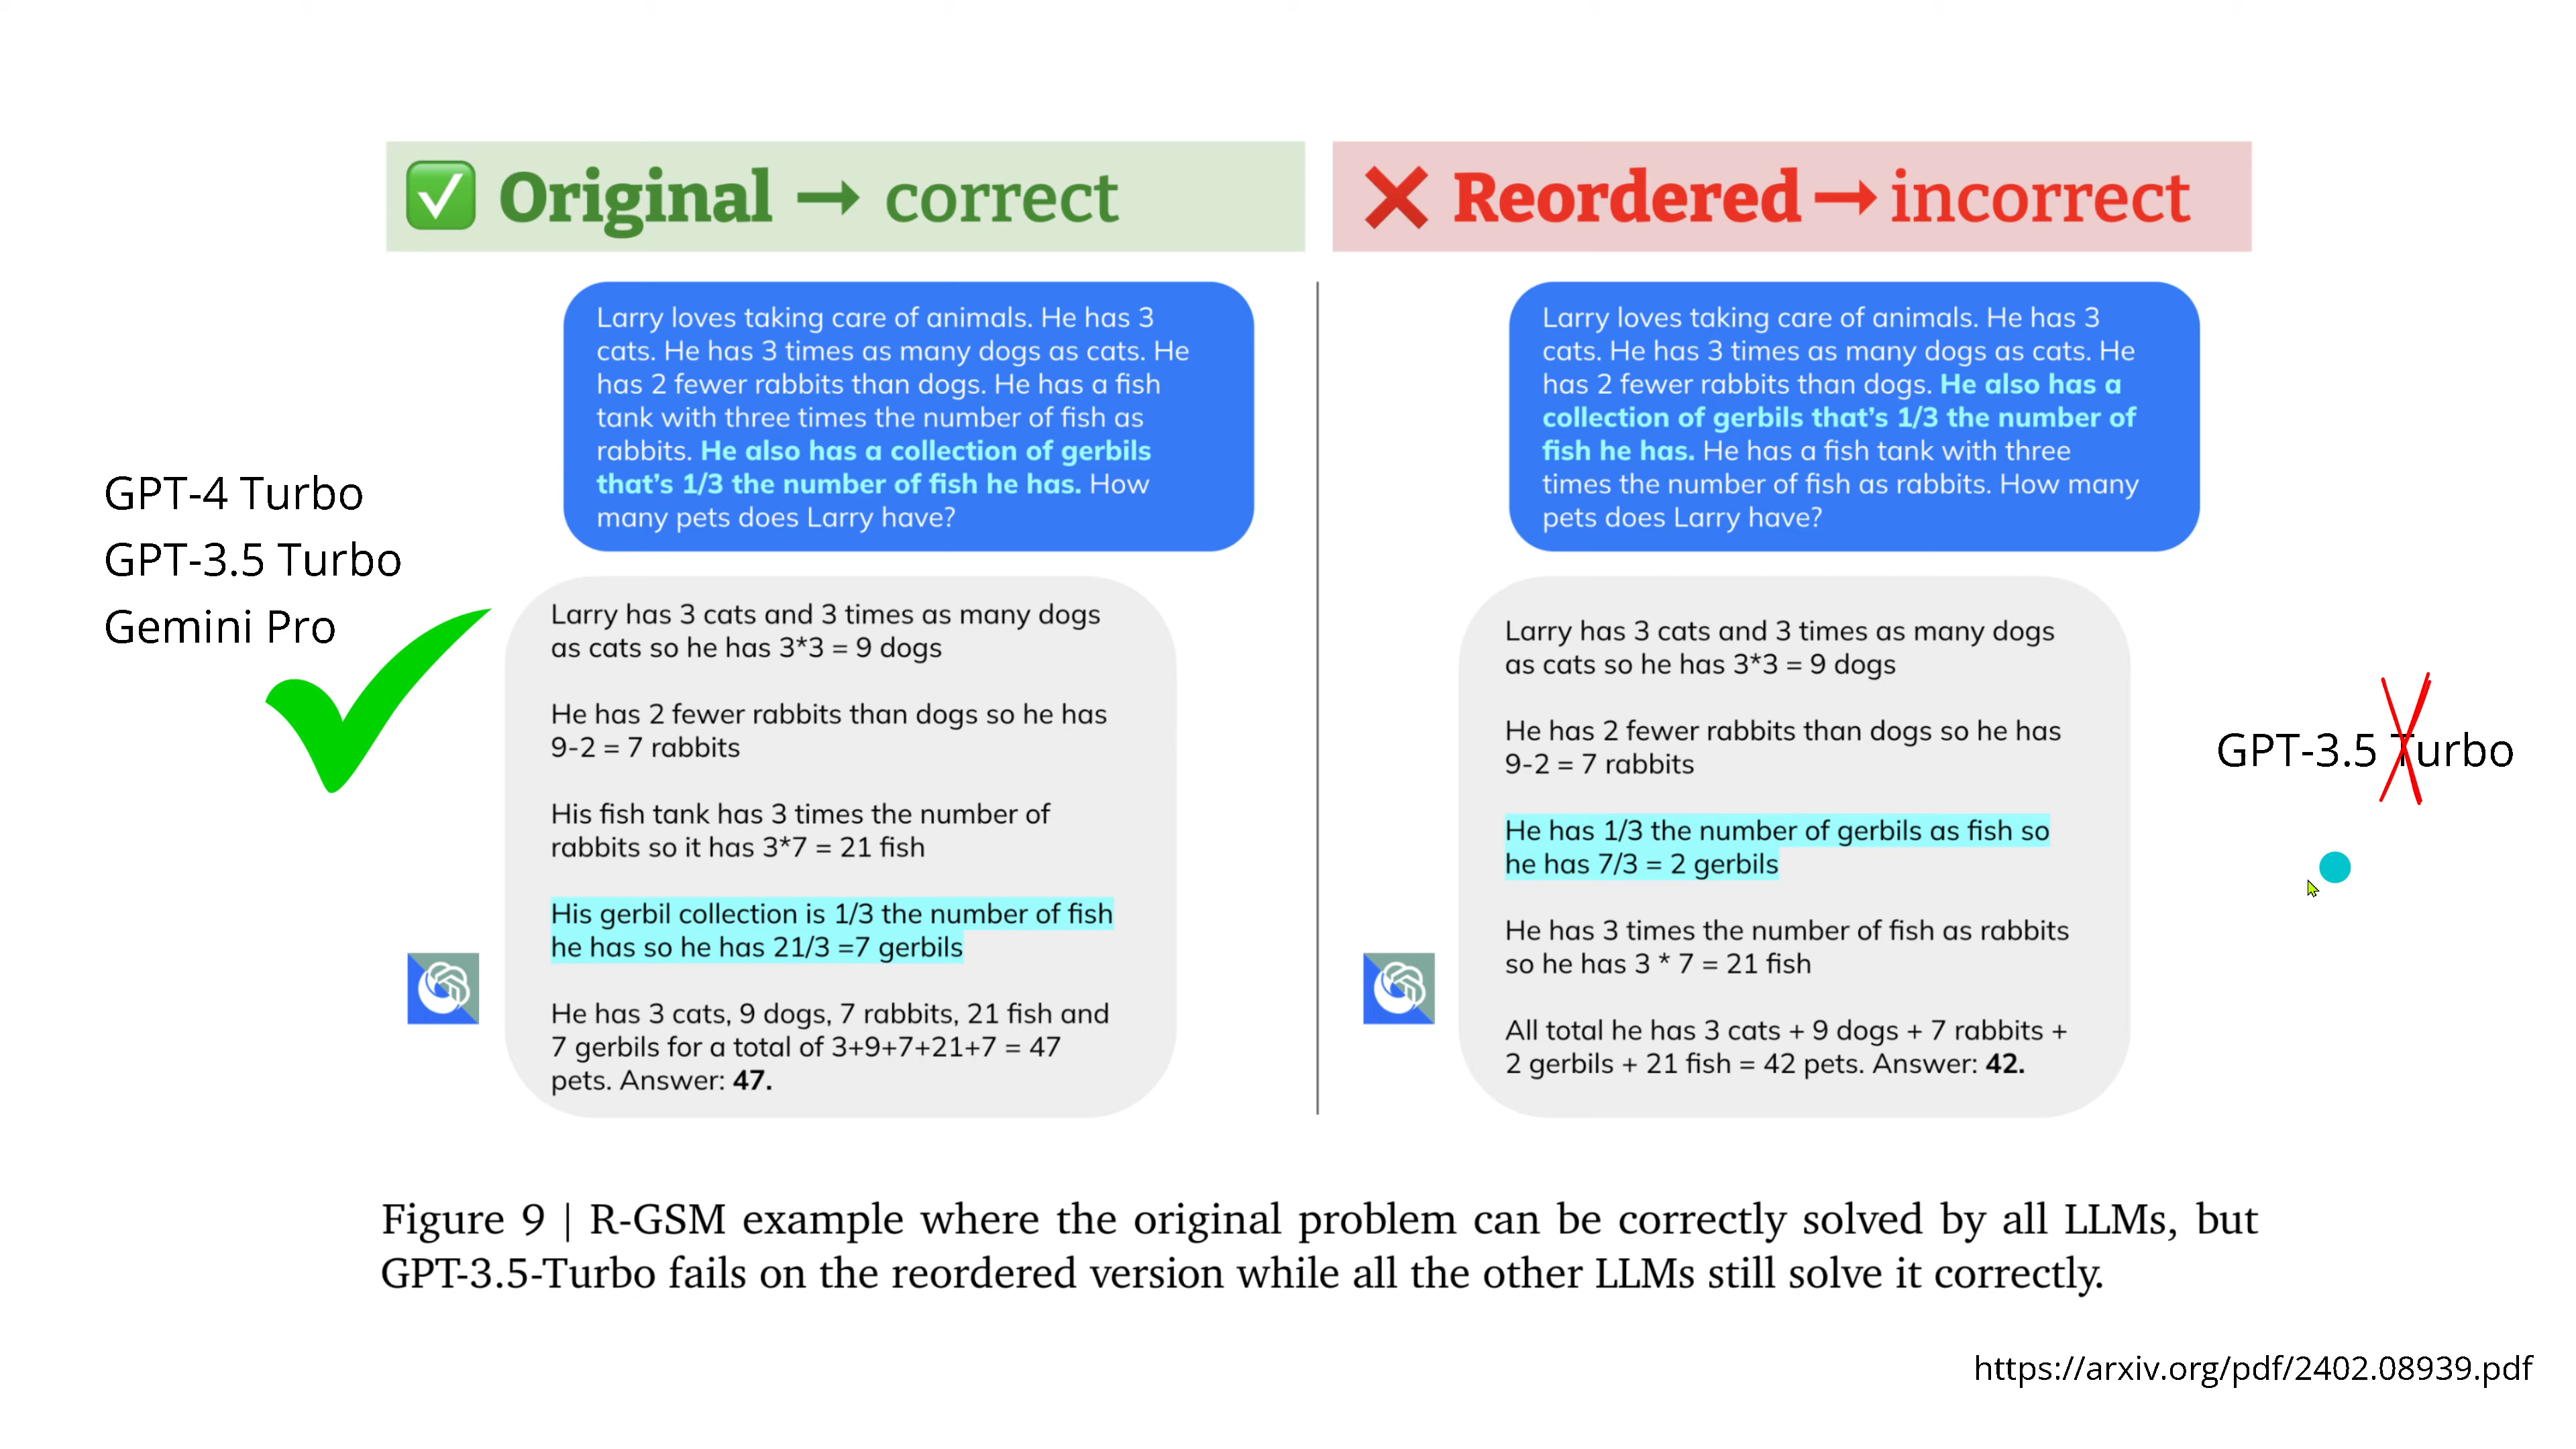 Original → correct
Reordered → incorrect
Larry loves taking care of animals. He has 3
cats. He has 3 times as many dogs as cats. He
has 2 fewer rabbits than dogs. He has a fish
tank with three times the number of fish as
rabbits. He also has a collection of gerbils
that's 1/3 the number of fish he has. How
many pets does Larry have?
Larry loves taking care of animals. He has 3
cats. He has 3 times as many dogs as cats. He
has 2 fewer rabbits than dogs. He also has a
collection of gerbils that's 1/3 the number of
fish he has. He has a fish tank with three
times the number of fish as rabbits. How many
pets does Larry have?
GPT-4 Turbo
GPT-3.5 Turbo
Gemini Pro
Larry has 3 cats and 3 times as many dogs
as cats so he has 3*3 = 9 dogs
He has 2 fewer rabbits than dogs so he has
9-2 = 7 rabbits
His fish tank has 3 times the number of
rabbits so it has 3*7 = 21 fish
His gerbil collection is 1/3 the number of fish
he has so he has 21/3 =7 gerbils
He has 3 cats, 9 dogs, 7 rabbits, 21 fish and
7 gerbils for a total of 3+9+7+21+7 = 47
pets. Answer: 47.
Larry has 3 cats and 3 times as many dogs
as cats so he has 3*3 = 9 dogs
He has 2 fewer rabbits than dogs so he has
9-2 = 7 rabbits
He has 1/3 the number of gerbils as fish so
he has 7/3 = 2 gerbils
He has 3 times the number of fish as rabbits
so he has 3 * 7 = 21 fish
All total he has 3 cats + 9 dogs + 7 rabbits +
2 gerbils + 21 fish = 42 pets. Answer: 42.
GPT-3.5 Turbo
Figure 9 | R-GSM example where the original problem can be correctly solved by all LLMs, but
GPT-3.5-Turbo fails on the reordered version while all the other LLMs still solve it correctly.
https://arxiv.org/pdf/2402.08939.pdf